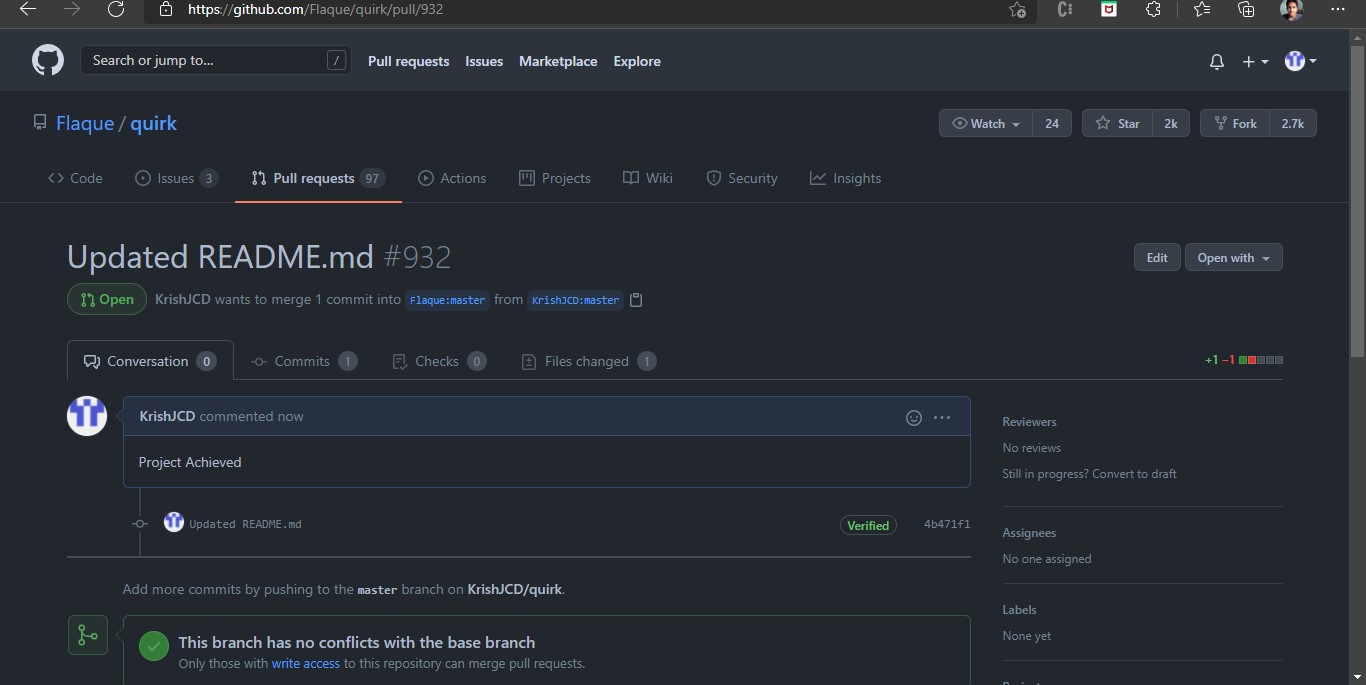 https://github.com/Flaque/quirk/pull/932
Search or jump to... /
Pull requests Issues Marketplace Explore
Flaque / quirk
Watch 24 Star 2k Fork 2.7k
Code Issues 3 Pull requests 97 Actions Projects Wiki Security Insights
Updated README.md #932
Edit Open with
Open KrishJCD wants to merge 1 commit into Flaque:master from KrishJCD:master
Conversation 0 Commits 1 Checks 0 Files changed 1
+1 −1
KrishJCD commented now
Project Achieved
Updated README.md Verified 4b471f1
Add more commits by pushing to the master branch on KrishJCD/quirk.
This branch has no conflicts with the base branch
Only those with write access to this repository can merge pull requests.
Reviewers
No reviews
Still in progress? Convert to draft
Assignees
No one assigned
Labels
None yet